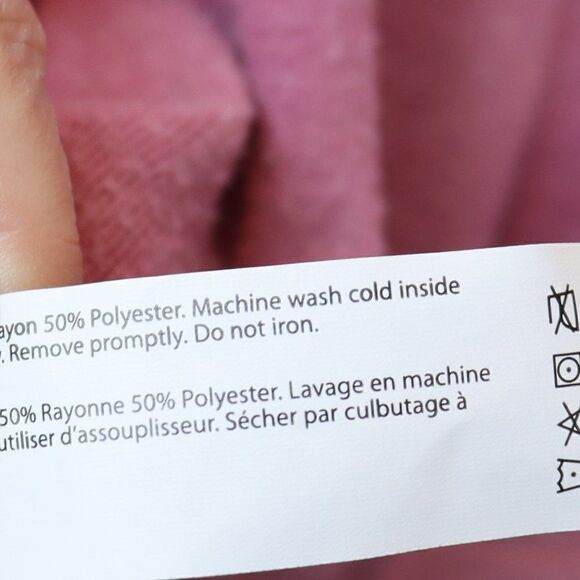 ayon 50% Polyester. Machine wash cold inside
. Remove promptly. Do not iron.
50% Rayonne 50% Polyester. Lavage en machine
utiliser d'assouplisseur. Sécher par culbutage à